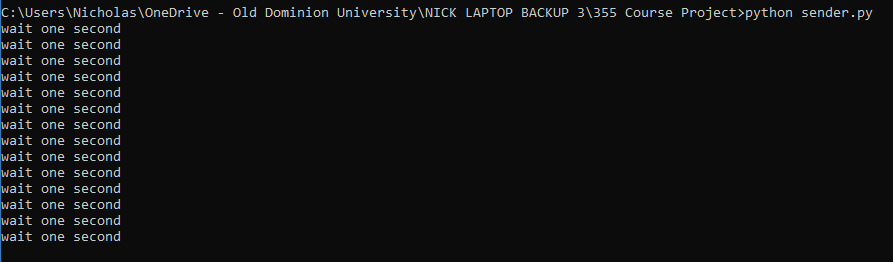 C:\Users\Nicholas\OneDrive - Old Dominion University\NICK LAPTOP BACKUP 3\355 Course Project>python sender.py
wait one second
wait one second
wait one second
wait one second
wait one second
wait one second
wait one second
wait one second
wait one second
wait one second
wait one second
wait one second
wait one second
wait one second